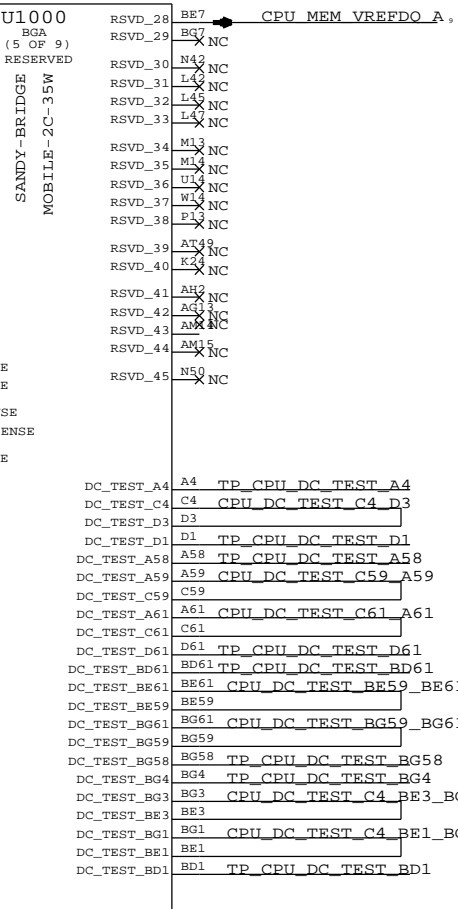 U1000
BGA
(5 OF 9)
RESERVED
SANDY-BRIDGE
MOBILE-2C-35W
RSVD_28 BE7 CPU_MEM_VREFDQ_A 9
RSVD_29 BG7 NC
RSVD_30 N42 NC
RSVD_31 L42 NC
RSVD_32 L45 NC
RSVD_33 L47 NC
RSVD_34 M13 NC
RSVD_35 M14 NC
RSVD_36 U14 NC
RSVD_37 W14 NC
RSVD_38 P13 NC
RSVD_39 AT49 NC
RSVD_40 K24 NC
RSVD_41 AH2 NC
RSVD_42 AG13 NC
RSVD_43 AM14 NC
RSVD_44 AM15 NC
RSVD_45 N50 NC
E
E
SE
ENSE
E
DC_TEST_A4 A4 TP_CPU_DC_TEST_A4
DC_TEST_C4 C4 CPU_DC_TEST_C4_D3
DC_TEST_D3 D3
DC_TEST_D1 D1 TP_CPU_DC_TEST_D1
DC_TEST_A58 A58 TP_CPU_DC_TEST_A58
DC_TEST_A59 A59 CPU_DC_TEST_C59_A59
DC_TEST_C59 C59
DC_TEST_A61 A61 CPU_DC_TEST_C61_A61
DC_TEST_C61 C61
DC_TEST_D61 D61 TP_CPU_DC_TEST_D61
DC_TEST_BD61 BD61 TP_CPU_DC_TEST_BD61
DC_TEST_BE61 BE61 CPU_DC_TEST_BE59_BE61
DC_TEST_BE59 BE59
DC_TEST_BG61 BG61 CPU_DC_TEST_BG59_BG61
DC_TEST_BG59 BG59
DC_TEST_BG58 BG58 TP_CPU_DC_TEST_BG58
DC_TEST_BG4 BG4 TP_CPU_DC_TEST_BG4
DC_TEST_BG3 BG3 CPU_DC_TEST_C4_BE3_BG
DC_TEST_BE3 BE3
DC_TEST_BG1 BG1 CPU_DC_TEST_C4_BE1_BG
DC_TEST_BE1 BE1
DC_TEST_BD1 BD1 TP_CPU_DC_TEST_BD1